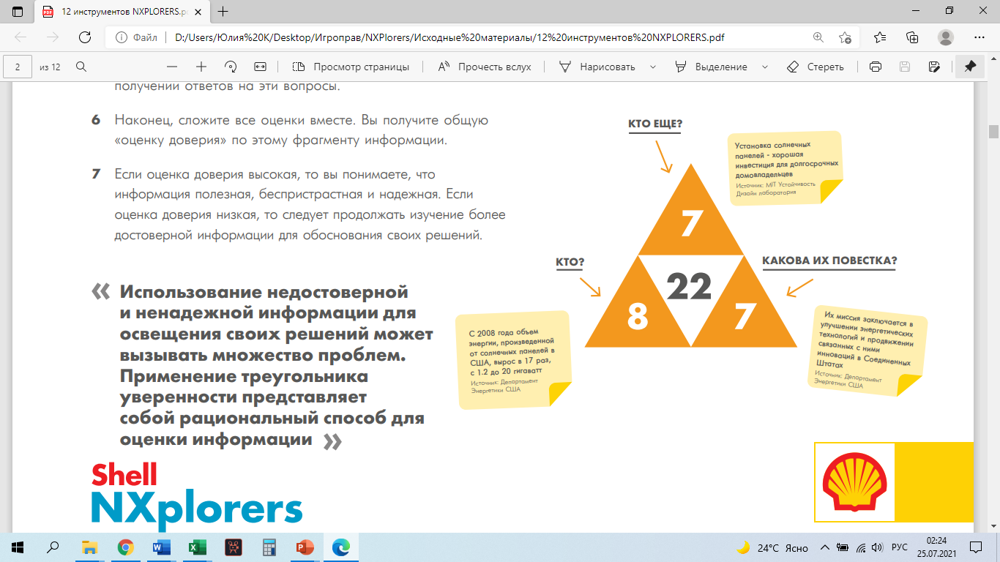 12 инструментов NXPLORERS.pd
Файл
D:/Users/Юлия%20К/Desktop/Игроправ/NXPlorers/Исходные%20материалы/12%20инструментов%20NXPLORERS.pdf
2
из 12
Просмотр страницы
Прочесть вслух
Нарисовать
Выделение
Стереть
получении ответов на эти вопросы.
6 Наконец, сложите все оценки вместе. Вы получите общую
«оценку доверия» по этому фрагменту информации.
7 Если оценка доверия высокая, то вы понимаете, что
информация полезная, беспристрастная и надежная. Если
оценка доверия низкая, то следует продолжать изучение более
достоверной информации для обоснования своих решений.
« Использование недостоверной
и ненадежной информации для
освещения своих решений может
вызывать множество проблем.
Применение треугольника
уверенности представляет
собой рациональный способ для
оценки информации »
КТО ЕЩЕ?
Установка солнечных
панелей - хорошая
инвестиция для долгосрочных
домовладельцев
Источник: MIT Устойчивость
Дизайн лаборатория
7
КТО?
КАКОВА ИХ ПОВЕСТКА?
22
8
7
С 2008 года объем
энергии, произведенной
от солнечных панелей в
США, вырос в 17 раз,
с 1.2 до 20 гигаватт
Источник: Департамент
Энергетики США
Их миссия заключается в
улучшении энергетических
технологий и продвижении
связанных с ними
инноваций в Соединенных
Штатах
Источник: Департамент
Энергетики США
Shell
NXplorers
24°C Ясно
РУС
02:24
25.07.2021